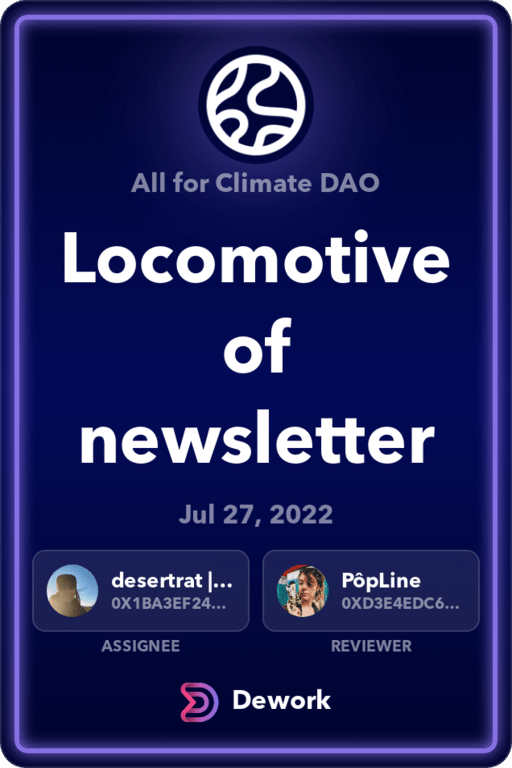 All for Climate DAO
Locomotive
of
newsletter
Jul 27, 2022
desertrat |...
0X1BA3EF24...
PôpLine
0XD3E4EDC6...
ASSIGNEE
REVIEWER
Dework